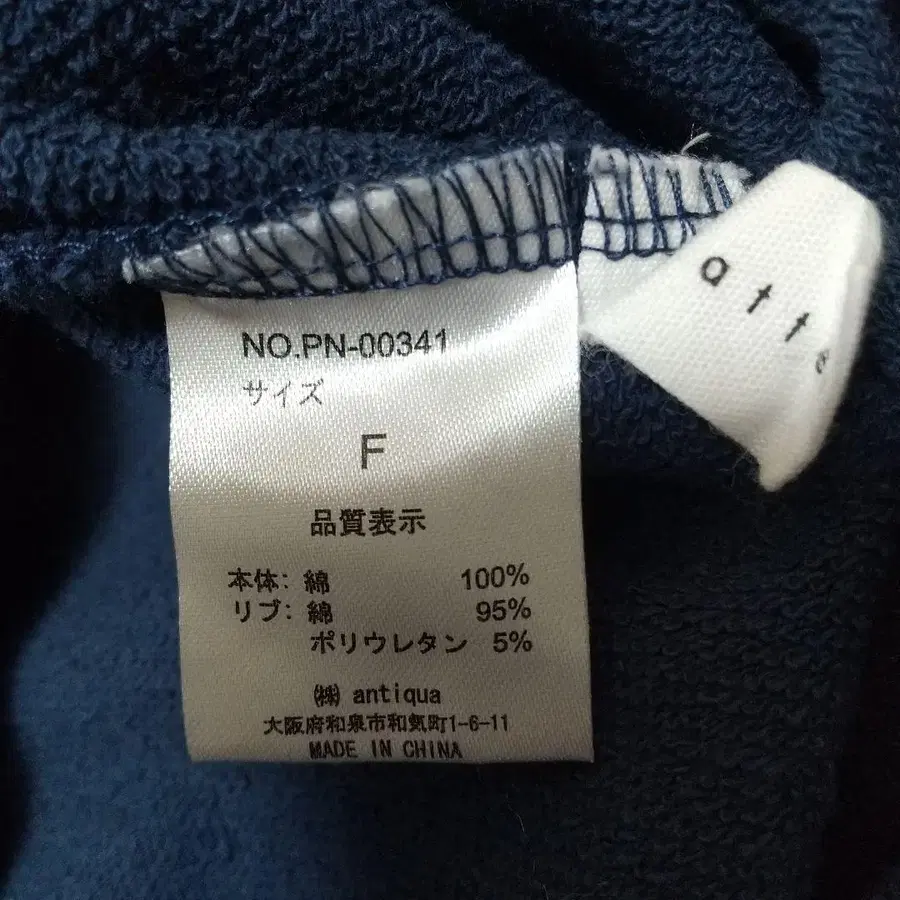 NO.PN-00341
サイズ
F
品質表示
本体: 綿 100%
リブ: 綿 95%
ポリウレタン 5%
㈱ antiqua
大阪府和泉市和気町1-6-11
MADE IN CHINA